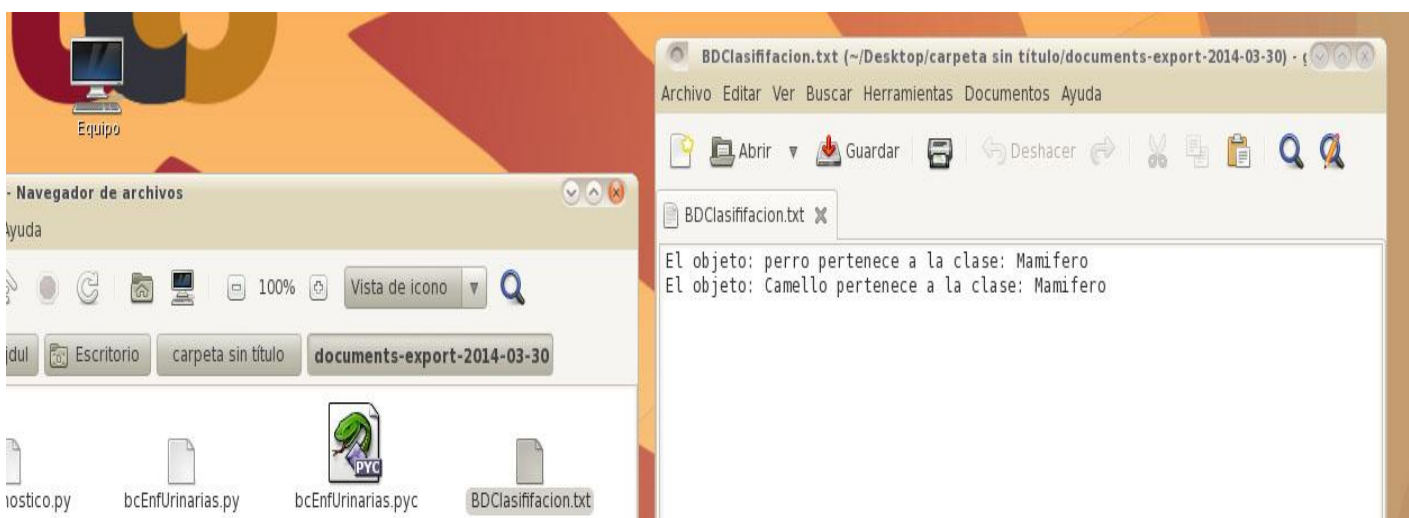 Equipo
- Navegador de archivos
Ayuda
100%
Vista de icono
Escritorio
carpeta sin título
documents-export-2014-03-30
nostico.py
bcEnfUrinarias.py
PYC
bcEnfUrinarias.pyc
BDClasififacion.txt
BDClasififacion.txt (~/Desktop/carpeta sin título/documents-export-2014-03-30) - g
Archivo Editar Ver Buscar Herramientas Documentos Ayuda
Abrir
Guardar
Deshacer
BDClasififacion.txt
El objeto: perro pertenece a la clase: Mamifero
El objeto: Camello pertenece a la clase: Mamifero